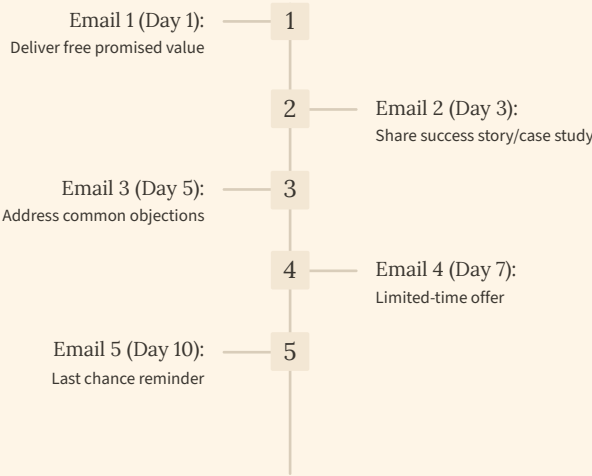 Email 1 (Day 1):
Deliver free promised value
1
2
Email 2 (Day 3):
Share success story/case study
Email 3 (Day 5):
Address common objections
3
4
Email 4 (Day 7):
Limited-time offer
Email 5 (Day 10):
Last chance reminder
5